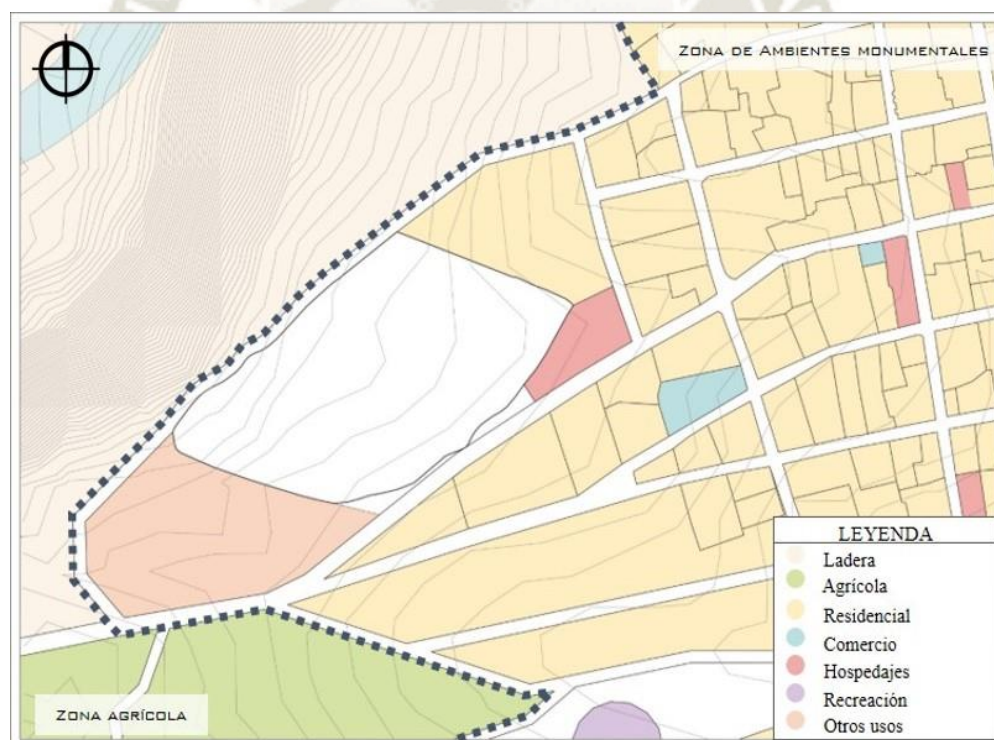 ZONA DE AMBIENTES MONUMENTALES
LEYENDA
Ladera
Agrícola
Residencial
Comercio
Hospedajes
Recreación
Otros usos
ZONA AGRÍCOLA